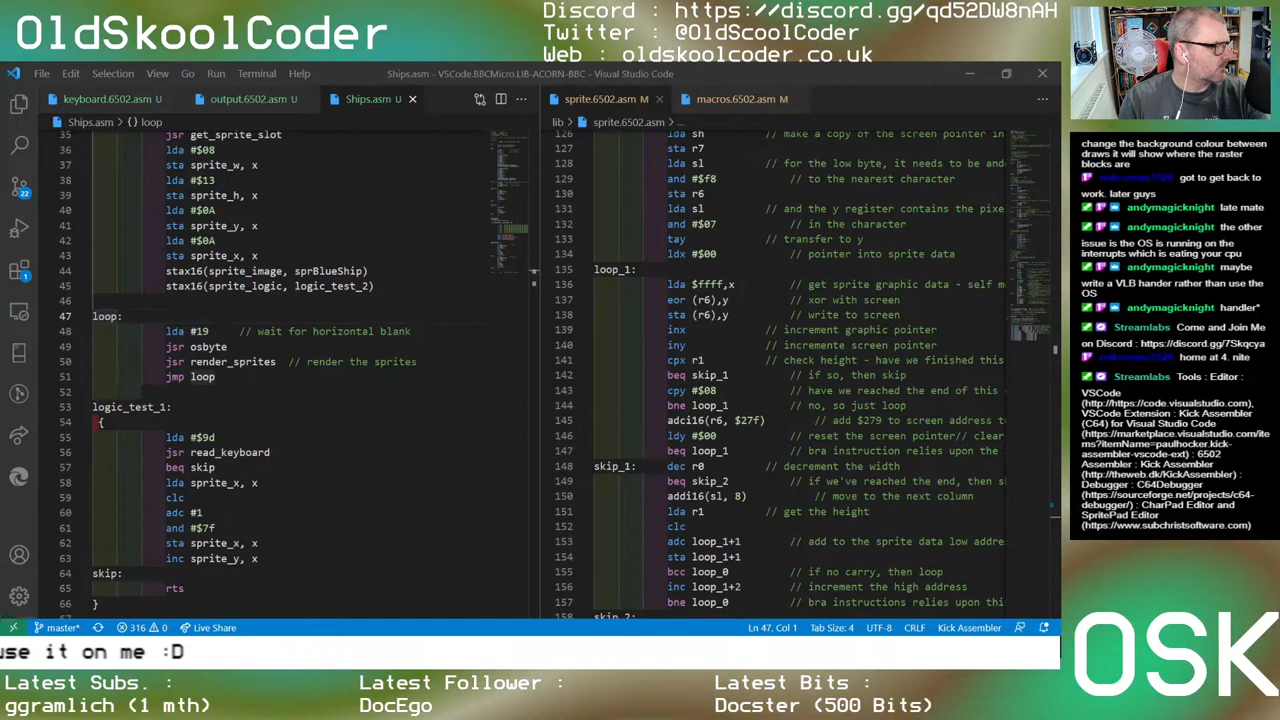 OldSkoolCoder
Discord : https://discord.gg/qd52DW8nAH
Twitter : @OldScoolCoder
Web : oldskoolcoder.co.uk
File Edit Selection View Go Run Terminal Help
Ships.asm - VSCode.BBCMicro.LIB-ACORN-BBC - Visual Studio Code
keyboard.6502.asm U
output.6502.asm U
Ships.asm U
sprite.6502.asm M
macros.6502.asm M
Ships.asm > {} loop
lib > sprite.6502.asm > ...
35 jsr get_sprite_slot
36 lda #$08
37 sta sprite_w, x
38 lda #$13
39 sta sprite_h, x
40 lda #$0A
41 sta sprite_y, x
42 lda #$0A
43 sta sprite_x, x
44 stax16(sprite_image, sprBlueShip)
45 stax16(sprite_logic, logic_test_2)
46
47 loop:
48 lda #19 // wait for horizontal blank
49 jsr osbyte
50 jsr render_sprites // render the sprites
51 jmp loop
52
53 logic_test_1:
54 {
55 lda #$9d
56 jsr read_keyboard
57 beq skip
58 lda sprite_x, x
59 clc
60 adc #1
61 and #$7f
62 sta sprite_x, x
63 inc sprite_y, x
64 skip:
65 rts
66 }
126 lda sh // make a copy of the screen pointer in
127 sta r7
128 lda sl // for the low byte, it needs to be and
129 and #$f8 // to the nearest character
130 sta r6
131 lda sl // and the y register contains the pixe
132 and #$07 // in the character
133 tay // transfer to y
134 ldx #$00 // pointer into sprite data
135 loop_1:
136 lda $ffff,x // get sprite graphic data - self m
137 eor (r6),y // xor with screen
138 sta (r6),y // write to screen
139 inx // increment graphic pointer
140 iny // incremente screen pointer
141 cpx r1 // check height - have we finished this
142 beq skip_1 // if so, then skip
143 cpy #$08 // have we reached the end of this
144 bne loop_1 // no, so just loop
145 adci16(r6, $27f) // add $279 to screen address to
146 ldy #$00 // reset the screen pointer// clear
147 beq loop_1 // bra instruction relies upon the
148 skip_1: dec r0 // decrement the width
149 beq skip_2 // if we've reached the end, then sk
150 addi16(sl, 8) // move to the next column
151 lda r1 // get the height
152 clc
153 adc loop_1+1 // add to the sprite data low addre
154 sta loop_1+1
155 bcc loop_0 // if no carry, then loop
156 inc loop_1+2 // increment the high address
157 bne loop_0 // bra instructions relies upon thi
158 skip_2:
22
1
master* 316 0 Live Share
Ln 47, Col 1 Tab Size: 4 UTF-8 CRLF Kick Assembler
change the background colour between
draws it will show where the raster
blocks are
got to get back to
work. later guys
andymagicknight late mate
andymagicknight the other
issue is the OS is running on the
interrupts which is eating your cpu
andymagicknight maybe
write a VLB hander rather than use the
OS
andymagicknight handler*
Streamlabs Come and Join Me
on Discord : https://discord.gg/7Skqcya
home at 4. nite
Streamlabs Tools : Editor :
VSCode
(http://https://code.visualstudio.com),
VSCode Extension : Kick Assembler
(C64) for Visual Studio Code
(https://marketplace.visualstudio.com/ite
ms?itemName=paulhocker.kick-
assembler-vscode-ext) : 6502
Assembler : Kick Assembler
(http://theweb.dk/KickAssembler) :
Debugger : C64Debugger
(https://sourceforge.net/projects/c64-
debugger/) : CharPad Editor and
SpritePad Editor
(https://www.subchristsoftware.com)
use it on me :D
OSK
Latest Subs. :
ggramlich (1 mth)
Latest Follower :
DocEgo
Latest Bits :
Docster (500 Bits)